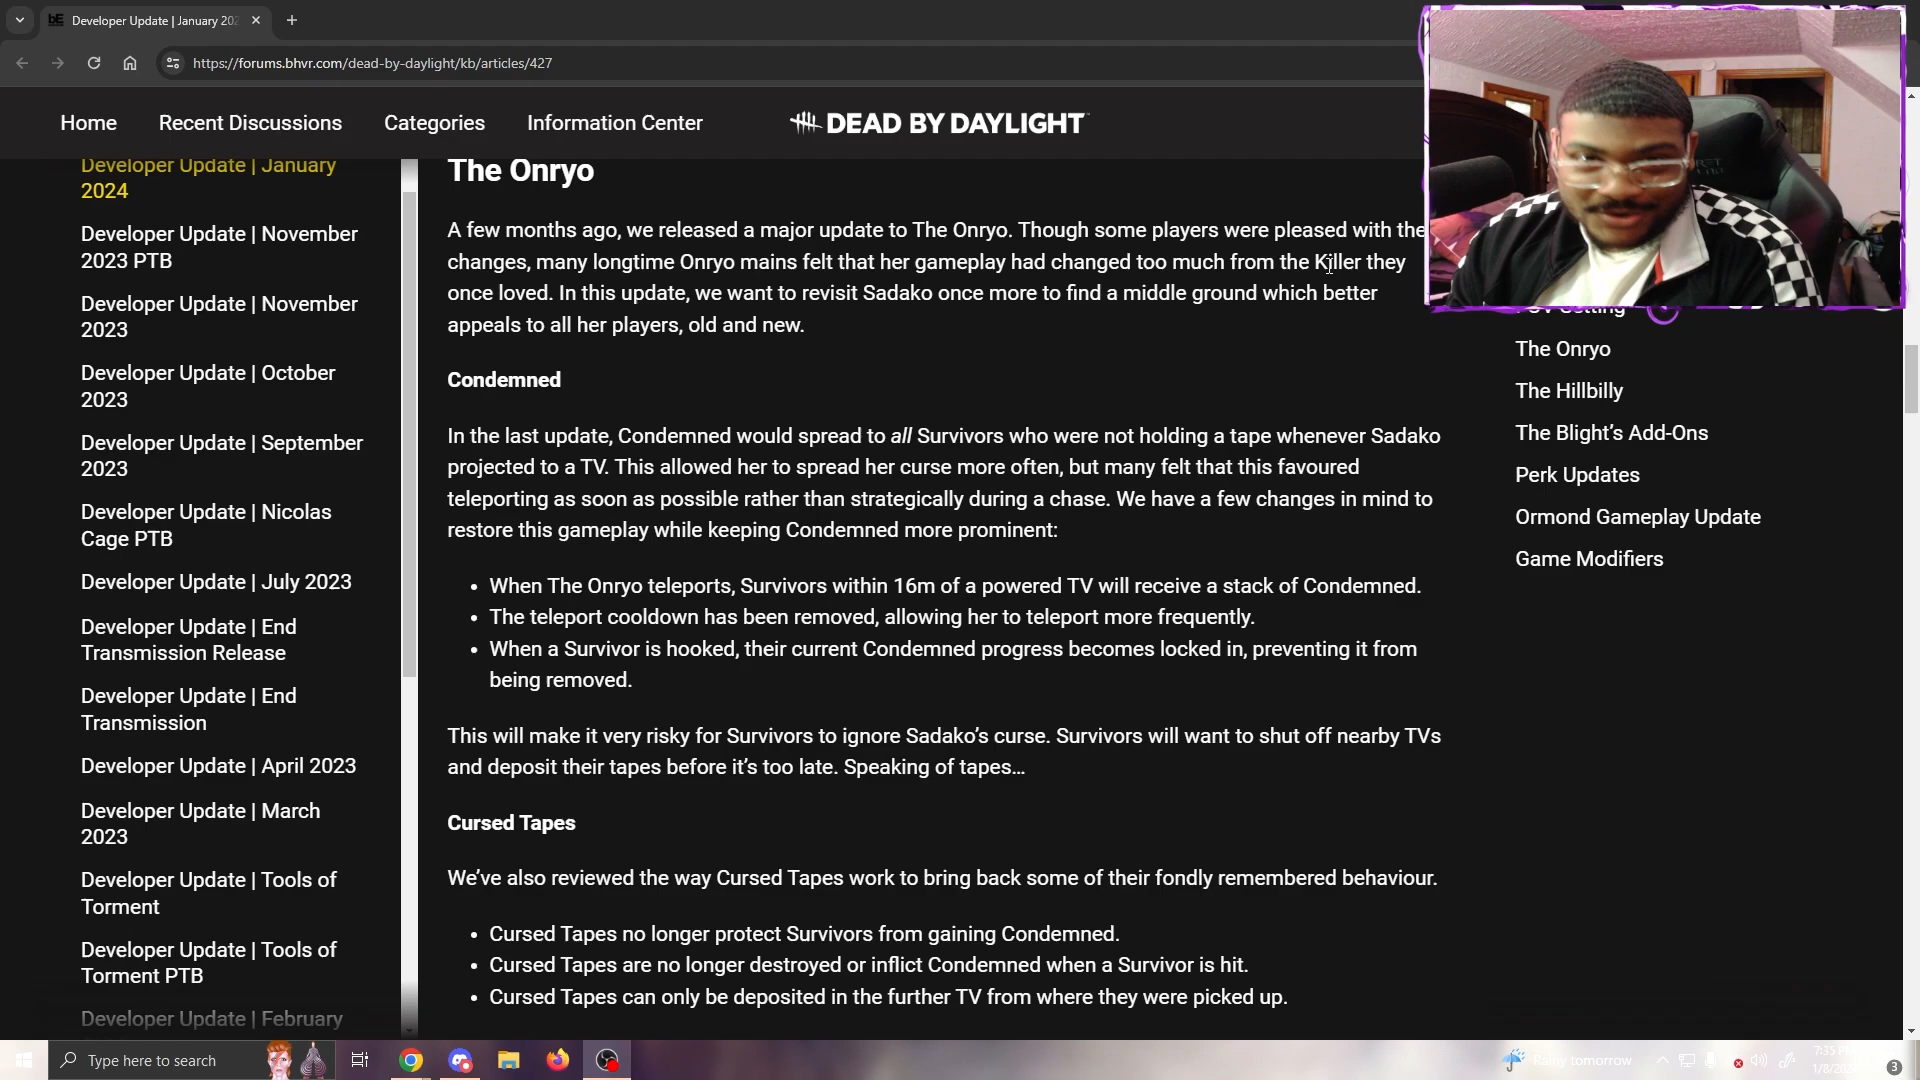 Developer Update | January 202
https://forums.bhvr.com/dead-by-daylight/kb/articles/427
Home
Recent Discussions
Categories
Information Center
DEAD BY DAYLIGHT
Developer Update | January
2024
Developer Update | November
2023 PTB
Developer Update | November
2023
Developer Update | October
2023
Developer Update | September
2023
Developer Update | Nicolas
Cage PTB
Developer Update | July 2023
Developer Update | End
Transmission Release
Developer Update | End
Transmission
Developer Update | April 2023
Developer Update | March
2023
Developer Update | Tools of
Torment
Developer Update | Tools of
Torment PTB
Developer Update | February
The Onryo
A few months ago, we released a major update to The Onryo. Though some players were pleased with the
changes, many longtime Onryo mains felt that her gameplay had changed too much from the Killer they
once loved. In this update, we want to revisit Sadako once more to find a middle ground which better
appeals to all her players, old and new.
Condemned
In the last update, Condemned would spread to all Survivors who were not holding a tape whenever Sadako
projected to a TV. This allowed her to spread her curse more often, but many felt that this favoured
teleporting as soon as possible rather than strategically during a chase. We have a few changes in mind to
restore this gameplay while keeping Condemned more prominent:
• When The Onryo teleports, Survivors within 16m of a powered TV will receive a stack of Condemned.
• The teleport cooldown has been removed, allowing her to teleport more frequently.
• When a Survivor is hooked, their current Condemned progress becomes locked in, preventing it from
being removed.
This will make it very risky for Survivors to ignore Sadako's curse. Survivors will want to shut off nearby TVs
and deposit their tapes before it's too late. Speaking of tapes...
Cursed Tapes
We've also reviewed the way Cursed Tapes work to bring back some of their fondly remembered behaviour.
• Cursed Tapes no longer protect Survivors from gaining Condemned.
• Cursed Tapes are no longer destroyed or inflict Condemned when a Survivor is hit.
• Cursed Tapes can only be deposited in the further TV from where they were picked up.
The Onryo
The Hillbilly
The Blight's Add-Ons
Perk Updates
Ormond Gameplay Update
Game Modifiers
Type here to search
Rainy tomorrow
3